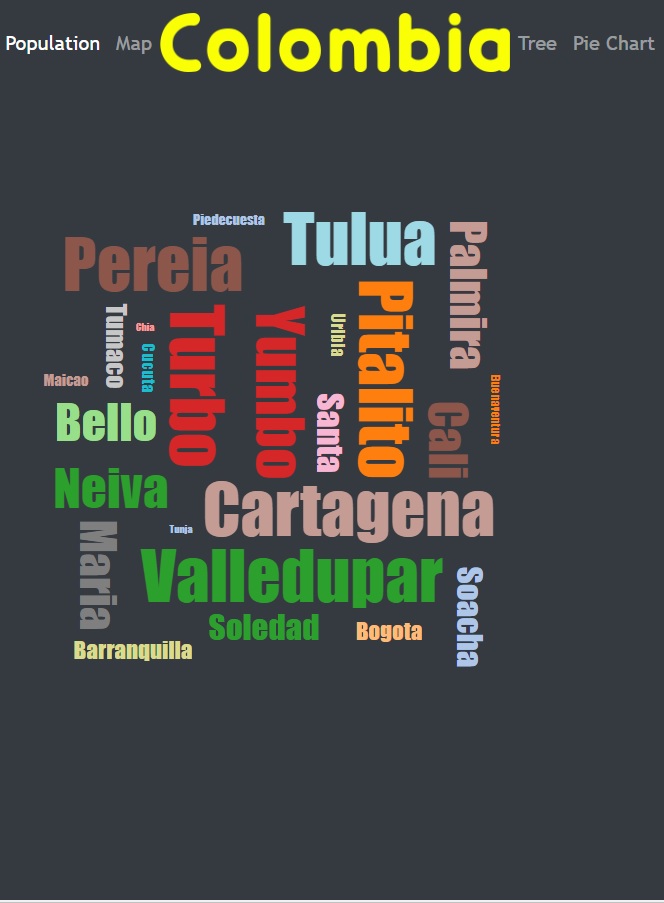 Population Map Colombia Tree Pie Chart
Piedecuesta
Tulua
Pereia
Palmira
Pitalito
Tumaco
Chia
Turbo
Yumbo
Uribia
Cucuta
Maicao
Buenaventura
Santa
Bello
Cali
Neiva
Cartagena
Maria
Tunja
Valledupar
Soacha
Soledad
Bogota
Barranquilla